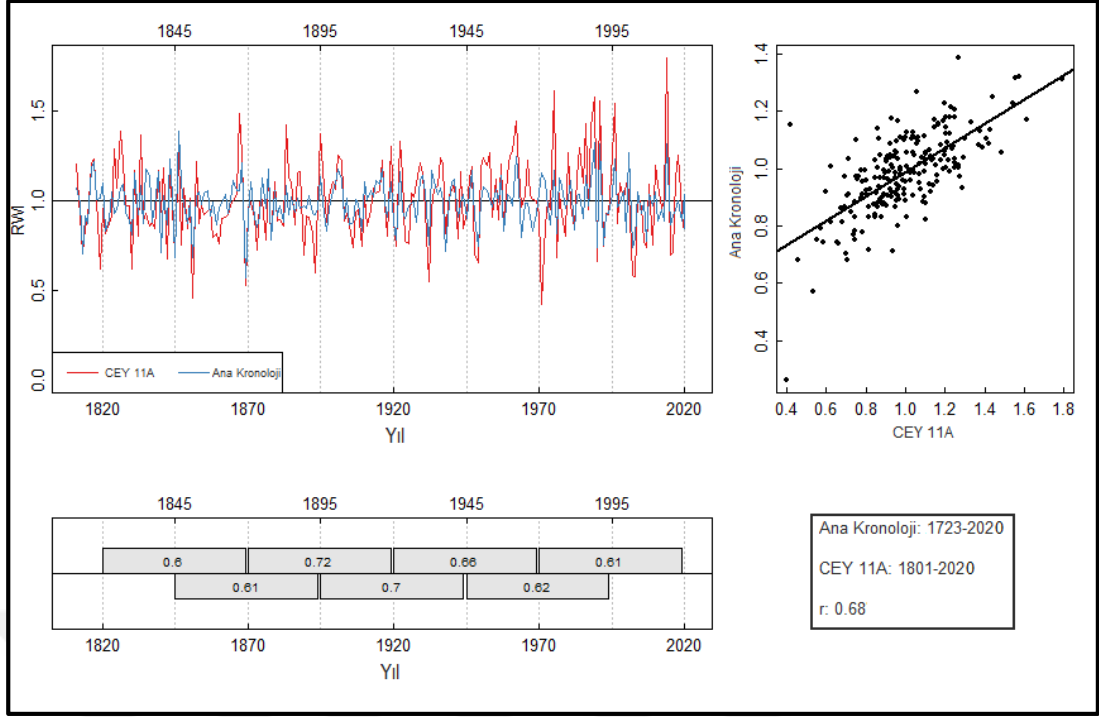 1845 1895 1945 1995
RWI
0.0 0.5 1.0 1.5
CEY 11A Ana Kronoloji
1820 1870 1920 1970 2020
Yıl
Ana Kronoloji
0.4 0.6 0.8 1.0 1.2 1.4
0.4 0.6 0.8 1.0 1.2 1.4 1.6 1.8
CEY 11A
1845 1895 1945 1995
0.6 0.72 0.66 0.61
0.61 0.7 0.62
1820 1870 1920 1970 2020
Yıl
Ana Kronoloji: 1723-2020
CEY 11A: 1801-2020
r: 0.68